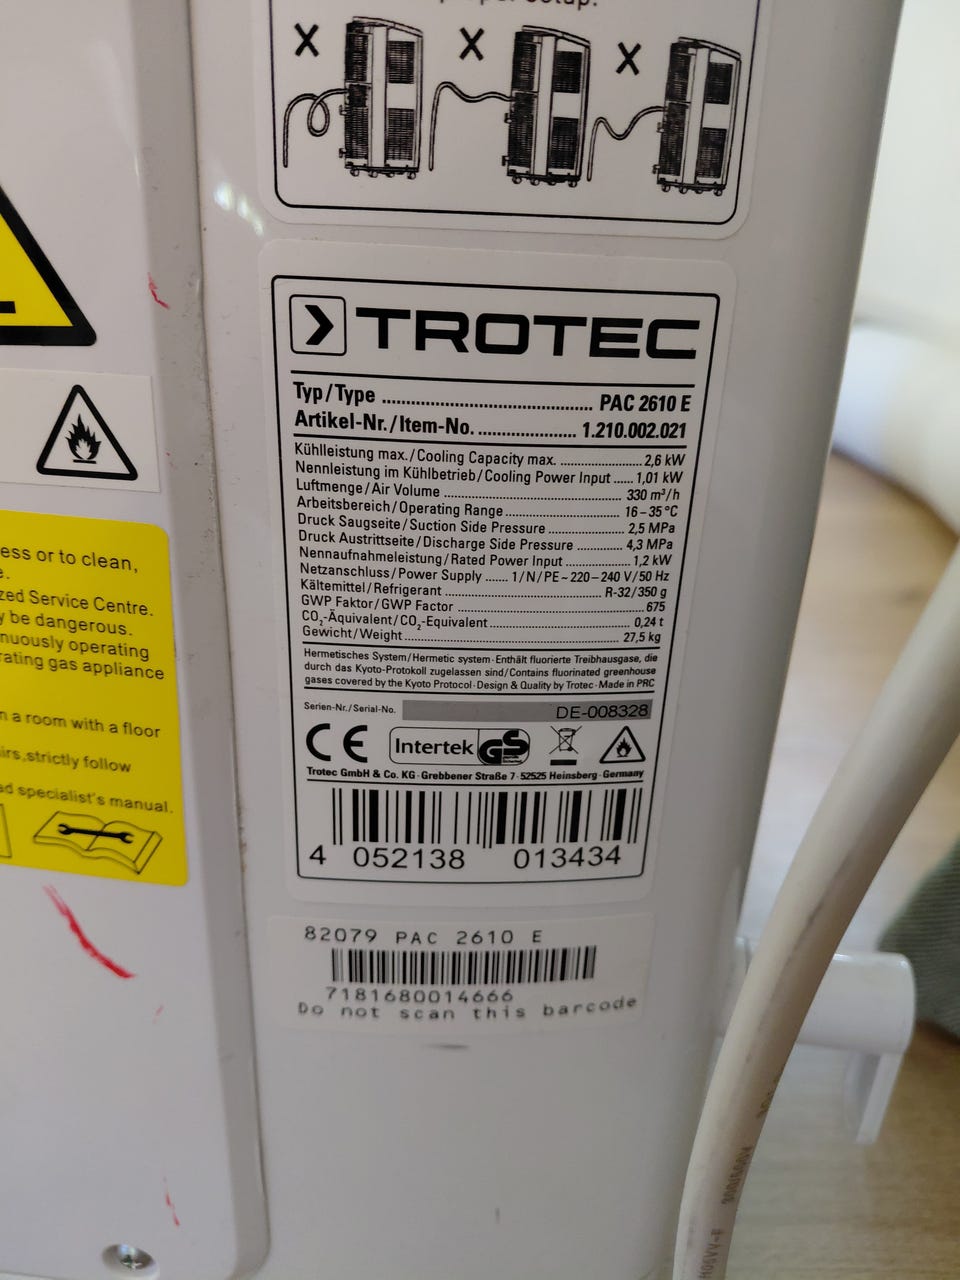 proper setup.
X X X
TROTEC
Typ/Type ........ PAC 2610 E
Artikel-Nr./Item-No. ........ 1.210.002.021
Kühlleistung max./Cooling Capacity max. ........ 2,6 kW
Nennleistung im Kühlbetrieb/Cooling Power Input ...... 1,01 kW
Luftmenge/Air Volume ........ 330 m³/h
Arbeitsbereich/Operating Range ........ 16–35°C
Druck Saugseite/Suction Side Pressure ........ 2,5 MPa
Druck Austrittseite/Discharge Side Pressure ........ 4,3 MPa
Nennaufnahmeleistung/Rated Power Input ........ 1,2 kW
Netzanschluss/Power Supply ...... 1/N/PE~220–240 V/50 Hz
Kältemittel/Refrigerant ........ R-32/350 g
GWP Faktor/GWP Factor ........ 675
CO₂-Äquivalent/CO₂-Equivalent ........ 0,24 t
Gewicht/Weight ........ 27,5 kg
Hermetisches System/Hermetic system · Enthält fluorierte Treibhausgase, die
durch das Kyoto-Protokoll zugelassen sind/Contains fluorinated greenhouse
gases covered by the Kyoto Protocol · Design & Quality by Trotec · Made in PRC
Serien-Nr./Serial-No. DE-008328
CE Intertek GS
Trotec GmbH & Co. KG · Grebbener Straße 7 · 52525 Heinsberg · Germany
4 052138 013434
82079 PAC 2610 E
7181680014666
Do not scan this barcode
ess or to clean,
e.
zed Service Centre.
y be dangerous.
nuously operating
rating gas appliance
n a room with a floor
irs,strictly follow
ad specialist's manual.